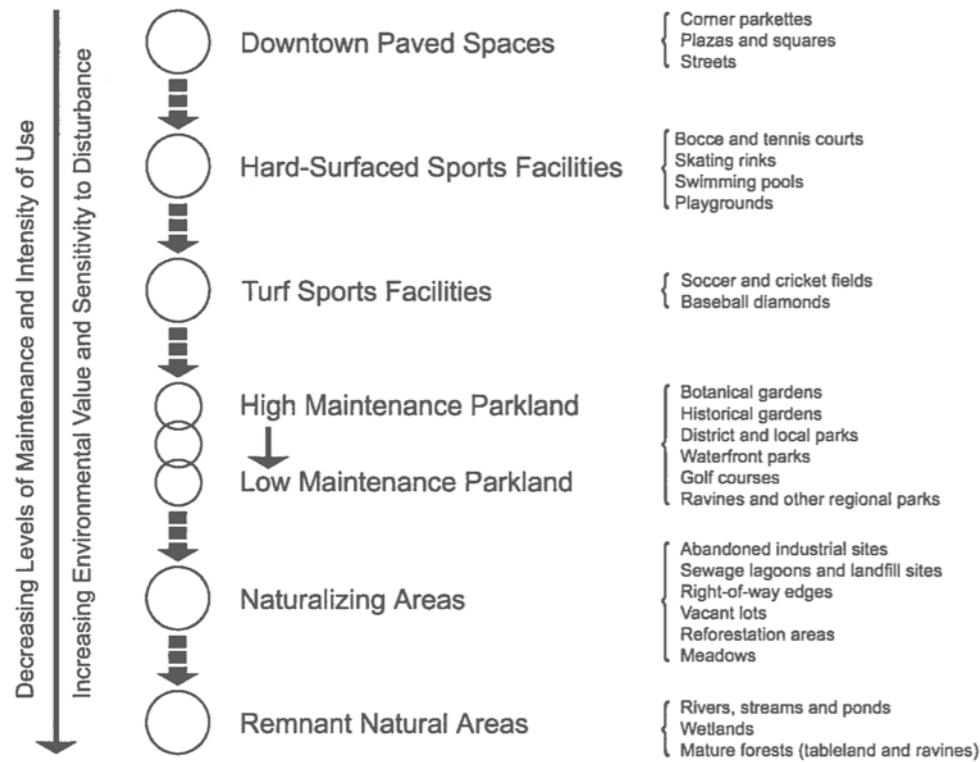 Decreasing Levels of Maintenance and Intensity of Use
Increasing Environmental Value and Sensitivity to Disturbance
Downtown Paved Spaces
Corner parkettes
Plazas and squares
Streets
Hard-Surfaced Sports Facilities
Bocce and tennis courts
Skating rinks
Swimming pools
Playgrounds
Turf Sports Facilities
Soccer and cricket fields
Baseball diamonds
High Maintenance Parkland
Low Maintenance Parkland
Botanical gardens
Historical gardens
District and local parks
Waterfront parks
Golf courses
Ravines and other regional parks
Naturalizing Areas
Abandoned industrial sites
Sewage lagoons and landfill sites
Right-of-way edges
Vacant lots
Reforestation areas
Meadows
Remnant Natural Areas
Rivers, streams and ponds
Wetlands
Mature forests (tableland and ravines)